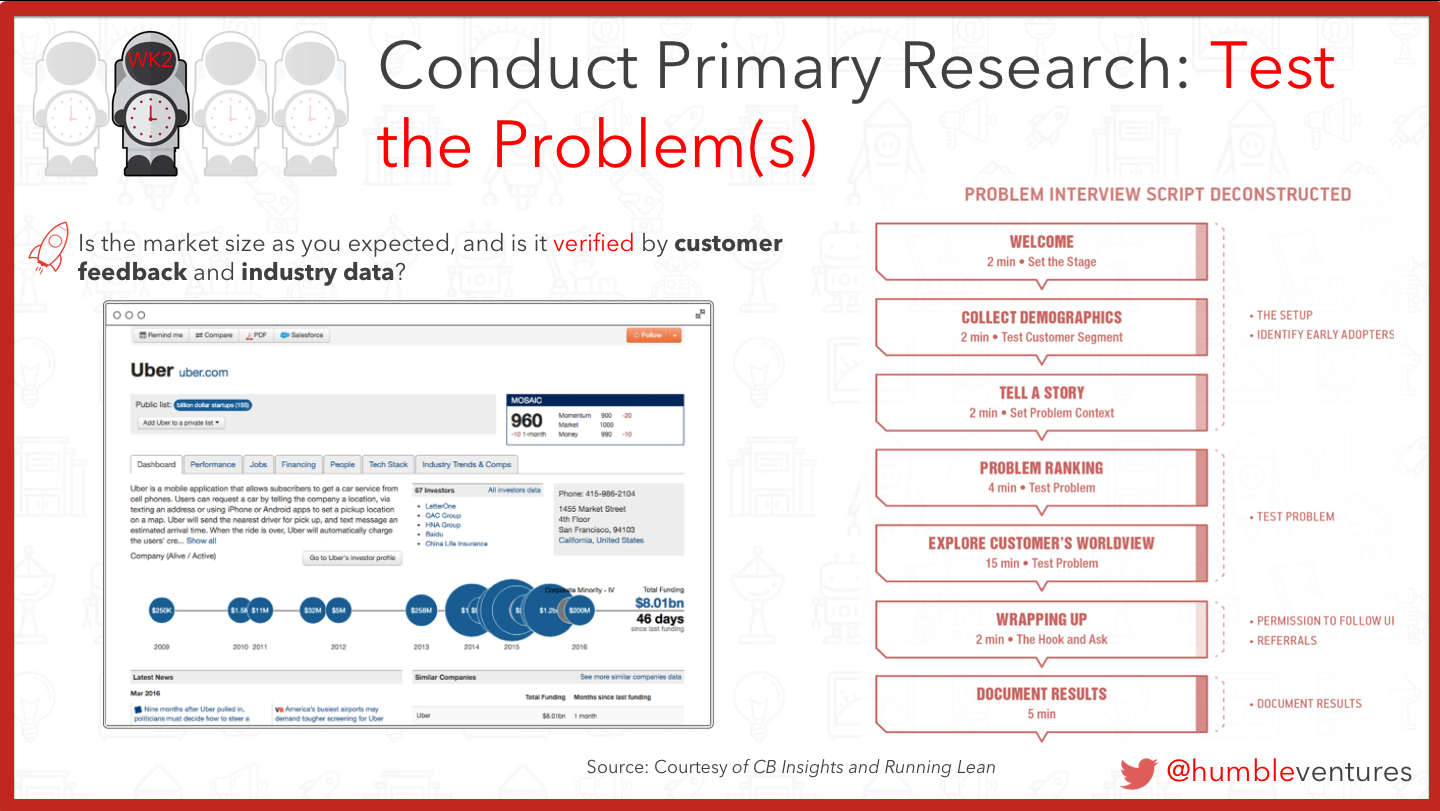 WK2
Conduct Primary Research: Test
the Problem(s)
Is the market size as you expected, and is it verified by customer
feedback and industry data?
Remind me
Compare
PDF
Salesforce
Follow
Uber uber.com
Public list: billion dollar startups (155)
Add Uber to a private list
MOSAIC
960
-10 1-month
Momentum 900 -20
Market 1000
Money 990 -10
Dashboard
Performance
Jobs
Financing
People
Tech Stack
Industry Trends & Comps
Uber is a mobile application that allows subscribers to get a car service from
cell phones. Users can request a car by telling the company a location, via
texting an address or using iPhone or Android apps to set a pickup location
on a map. Uber will send the nearest driver for pick up, and text message an
estimated arrival time. When the ride is over, Uber will automatically charge
the users' cre... Show all
Company (Alive / Active)
Go to Uber's investor profile
67 Investors All investors data
• LetterOne
• GAC Group
• HNA Group
• Baidu
• China Life Insurance
Phone: 415-986-2104
1455 Market Street
4th Floor
San Francisco, 94103
California, United States
Corporate Minority - IV
Total Funding
$8.01bn
46 days
since last funding
$250K
$1.5M
$11M
$32M
$5M
$258M
$1.2b
$200M
2009
2010
2011
2012
2013
2014
2015
2016
Latest News
Mar 2016
Nine months after Uber pulled in,
politicians must decide how to steer a
America's busiest airports may
demand tougher screening for Uber
Similar Companies See more similar companies data
Total Funding Months since last funding
Uber $8.01bn 1 month
PROBLEM INTERVIEW SCRIPT DECONSTRUCTED
WELCOME
2 min • Set the Stage
COLLECT DEMOGRAPHICS
2 min • Test Customer Segment
TELL A STORY
2 min • Set Problem Context
• THE SETUP
• IDENTIFY EARLY ADOPTERS
PROBLEM RANKING
4 min • Test Problem
EXPLORE CUSTOMER'S WORLDVIEW
15 min • Test Problem
• TEST PROBLEM
WRAPPING UP
2 min • The Hook and Ask
• PERMISSION TO FOLLOW UP
• REFERRALS
DOCUMENT RESULTS
5 min
• DOCUMENT RESULTS
Source: Courtesy of CB Insights and Running Lean
@humbleventures